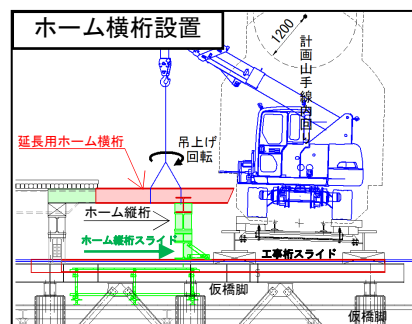 ホーム横桁設置
1200
計画山手線内回り
吊上げ
回転
延長用ホーム横桁
ホーム縦桁
ホーム縦桁スライド
工事桁スライド
仮橋脚
仮橋脚